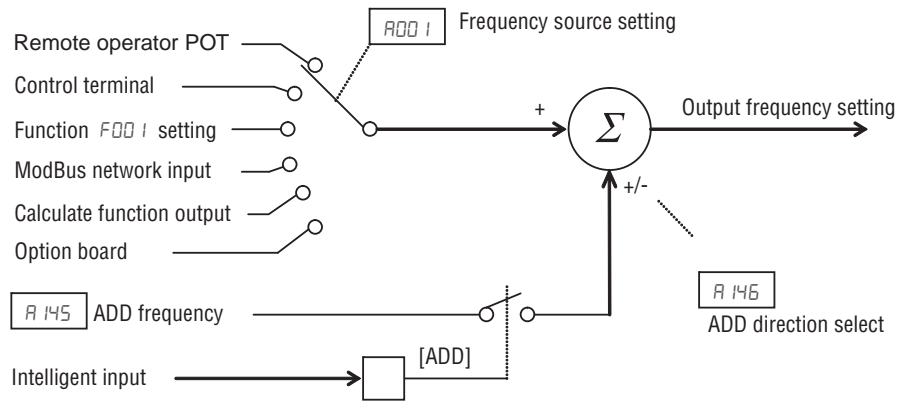 A001 Frequency source setting
Remote operator POT
Control terminal
Function F001 setting
ModBus network input
Calculate function output
Option board
+
Σ
Output frequency setting
+/-
A145 ADD frequency
A146
ADD direction select
[ADD]
Intelligent input